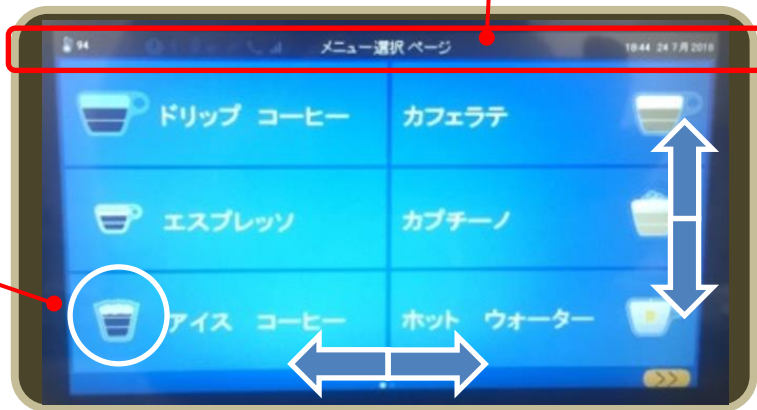 94 メニュー選択 ページ 18:44 24 7月 2018
ドリップ コーヒー カフェラテ
エスプレッソ カプチーノ
アイス コーヒー ホット ウォーター
>>